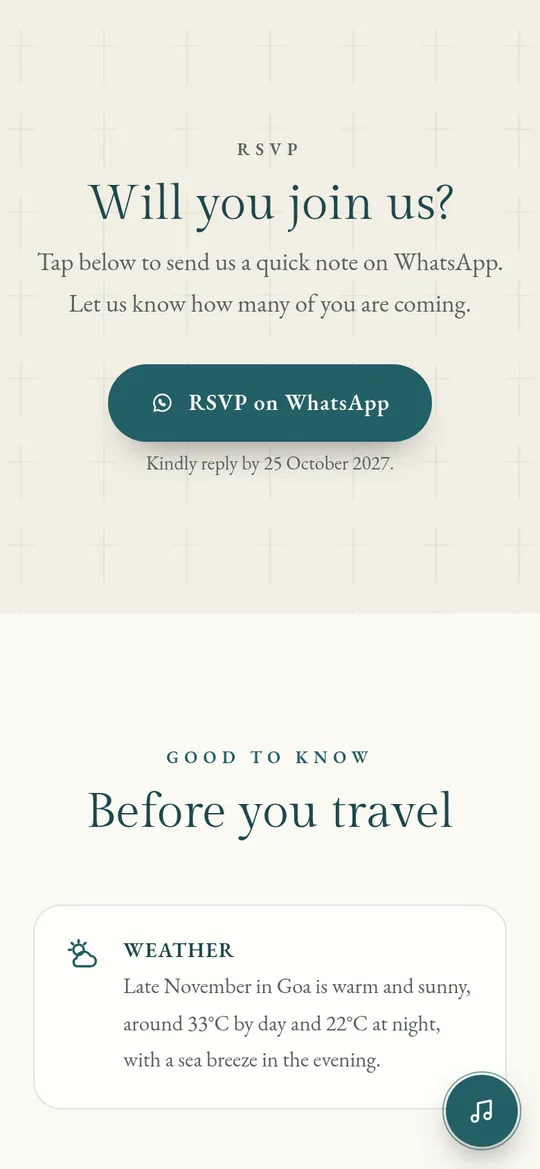 RSVP
Will you join us?
Tap below to send us a quick note on WhatsApp.
Let us know how many of you are coming.
RSVP on WhatsApp
Kindly reply by 25 October 2027.
GOOD TO KNOW
Before you travel
WEATHER
Late November in Goa is warm and sunny,
around 33°C by day and 22°C at night,
with a sea breeze in the evening.